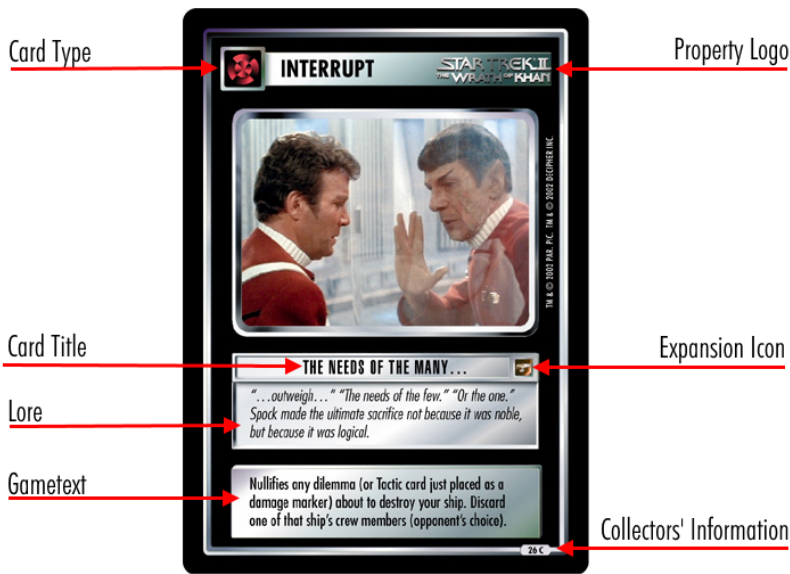 Card Type
Property Logo
INTERRUPT
STAR TREK II
THE WRATH OF KHAN
TM & © 2002 PAR. PIC. TM & © 2002 DECIPHER INC.
Card Title
THE NEEDS OF THE MANY...
Expansion Icon
Lore
"...outweigh..." "The needs of the few." "Or the one."
Spock made the ultimate sacrifice not because it was noble,
but because it was logical.
Gametext
Nullifies any dilemma (or Tactic card just placed as a
damage marker) about to destroy your ship. Discard
one of that ship's crew members (opponent's choice).
Collectors' Information
26 C